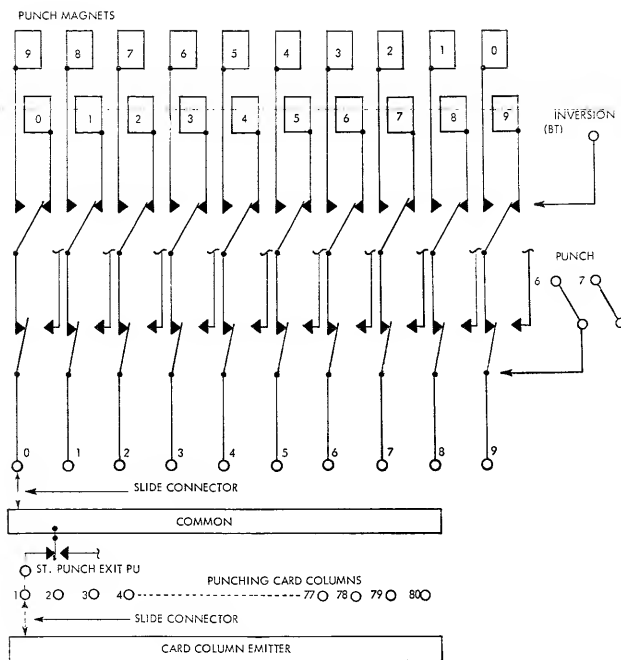 PUNCH MAGNETS
9 8 7 6 5 4 3 2 1 0
0 1 2 3 4 5 6 7 8 9
INVERSION
(BT)
PUNCH
6 7
0 1 2 3 4 5 6 7 8 9
SLIDE CONNECTOR
COMMON
ST. PUNCH EXIT PU
PUNCHING CARD COLUMNS
1 2 3 4 77 78 79 80
SLIDE CONNECTOR
CARD COLUMN EMITTER